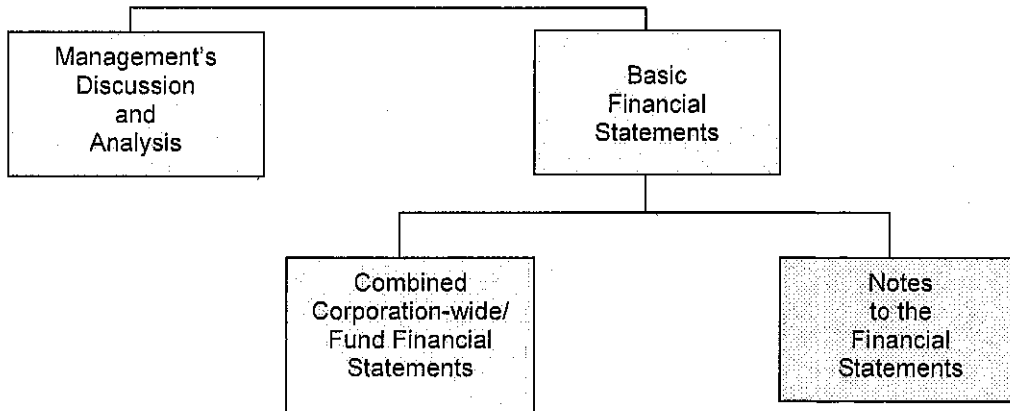 Management's
Discussion
and
Analysis
Basic
Financial
Statements
Combined
Corporation-wide/
Fund Financial
Statements
Notes
to the
Financial
Statements